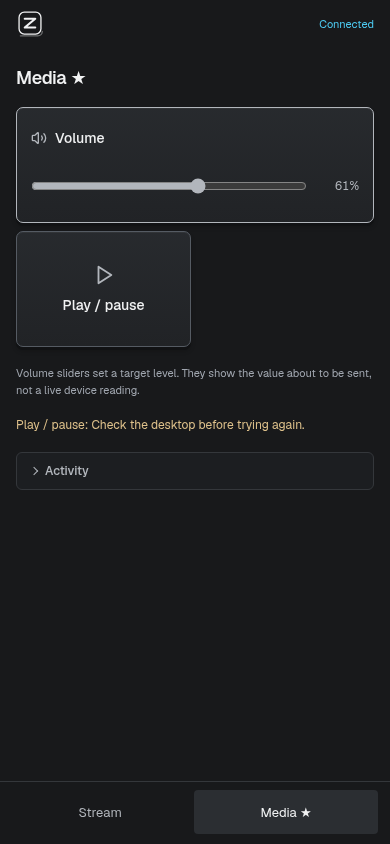 Z
Connected
Media ★
Volume
61%
Play / pause
Volume sliders set a target level. They show the value about to be sent,
not a live device reading.
Play / pause: Check the desktop before trying again.
Activity
Stream
Media ★